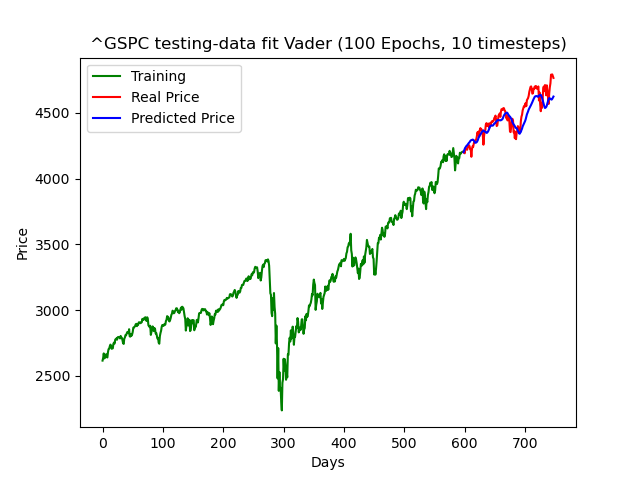 ^GSPC testing-data fit Vader (100 Epochs, 10 timesteps)
Training
Real Price
Predicted Price
Price
4500
4000
3500
3000
2500
0 100 200 300 400 500 600 700
Days